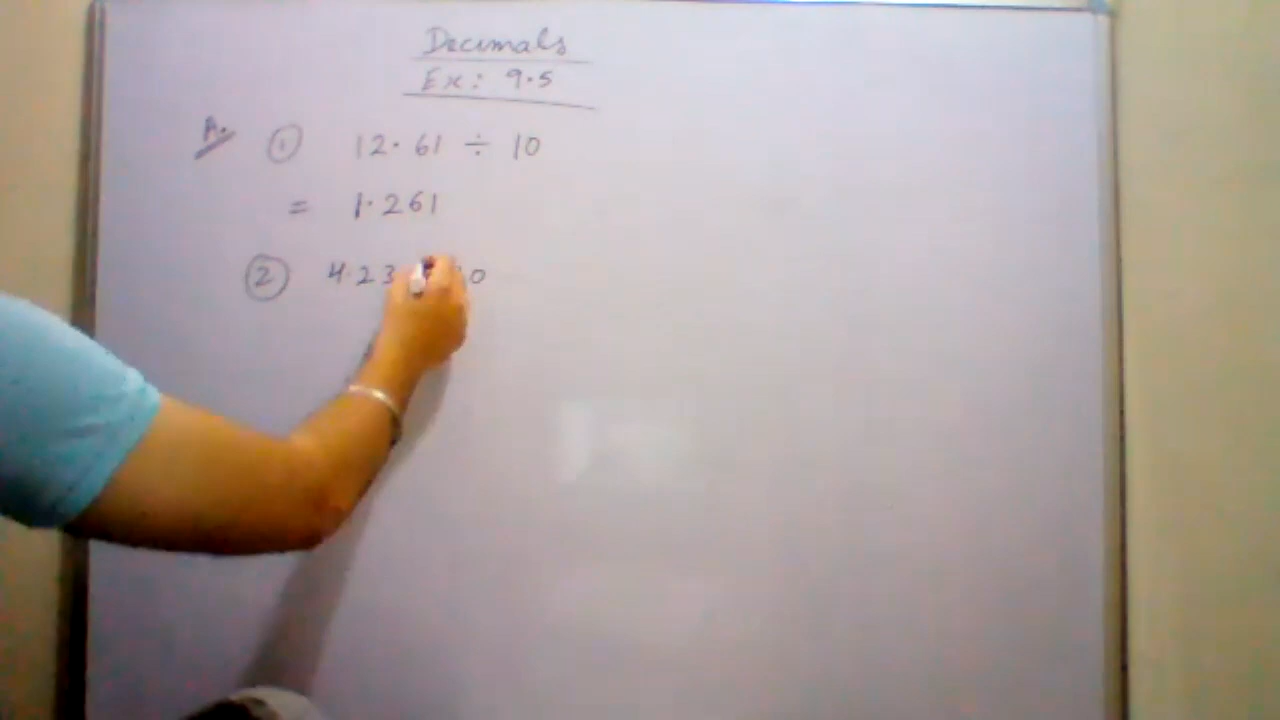 Decimals
Ex: 9.5
A. ① 12.61 ÷ 10
= 1.261
② 4.23